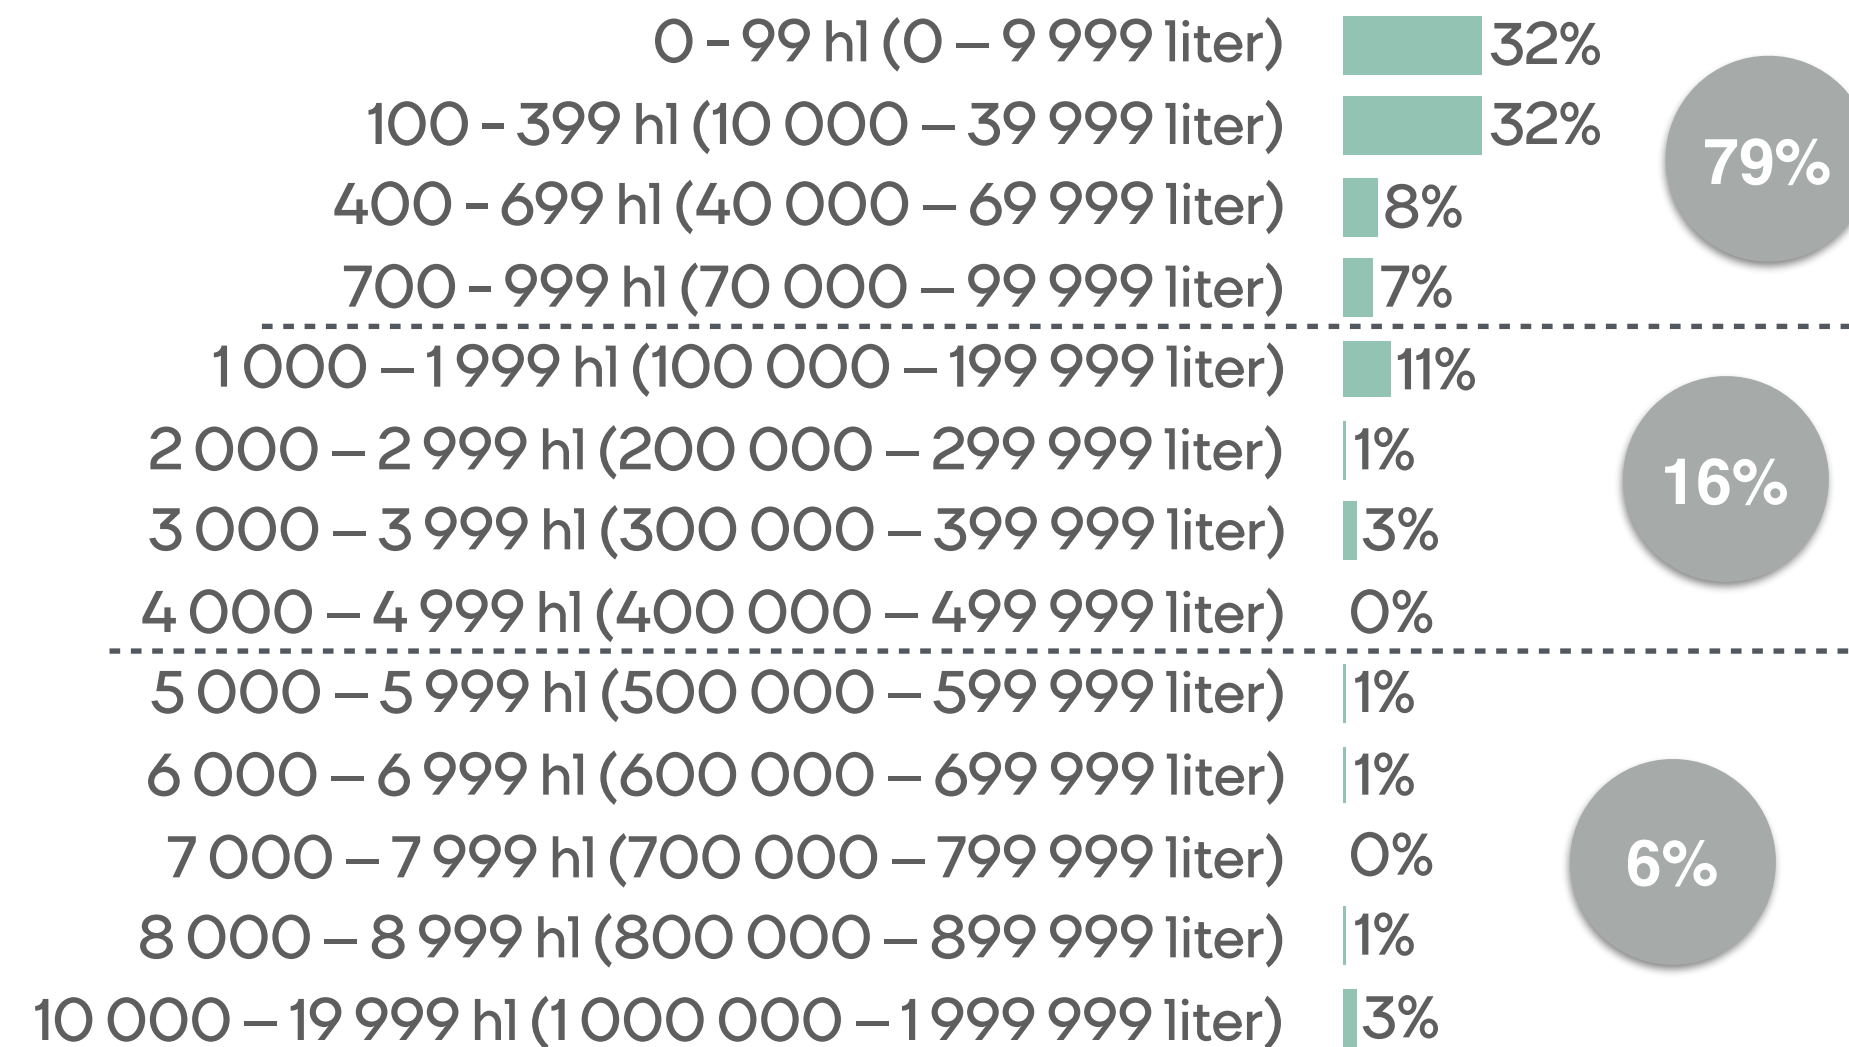 0 - 99 hl (0 – 9 999 liter) 32%
100 - 399 hl (10 000 – 39 999 liter) 32%
79%
400 - 699 hl (40 000 – 69 999 liter) 8%
700 - 999 hl (70 000 – 99 999 liter) 7%
1 000 – 1 999 hl (100 000 – 199 999 liter) 11%
2 000 – 2 999 hl (200 000 – 299 999 liter) 1%
16%
3 000 – 3 999 hl (300 000 – 399 999 liter) 3%
4 000 – 4 999 hl (400 000 – 499 999 liter) 0%
5 000 – 5 999 hl (500 000 – 599 999 liter) 1%
6 000 – 6 999 hl (600 000 – 699 999 liter) 1%
7 000 – 7 999 hl (700 000 – 799 999 liter) 0%
6%
8 000 – 8 999 hl (800 000 – 899 999 liter) 1%
10 000 – 19 999 hl (1 000 000 – 1 999 999 liter) 3%